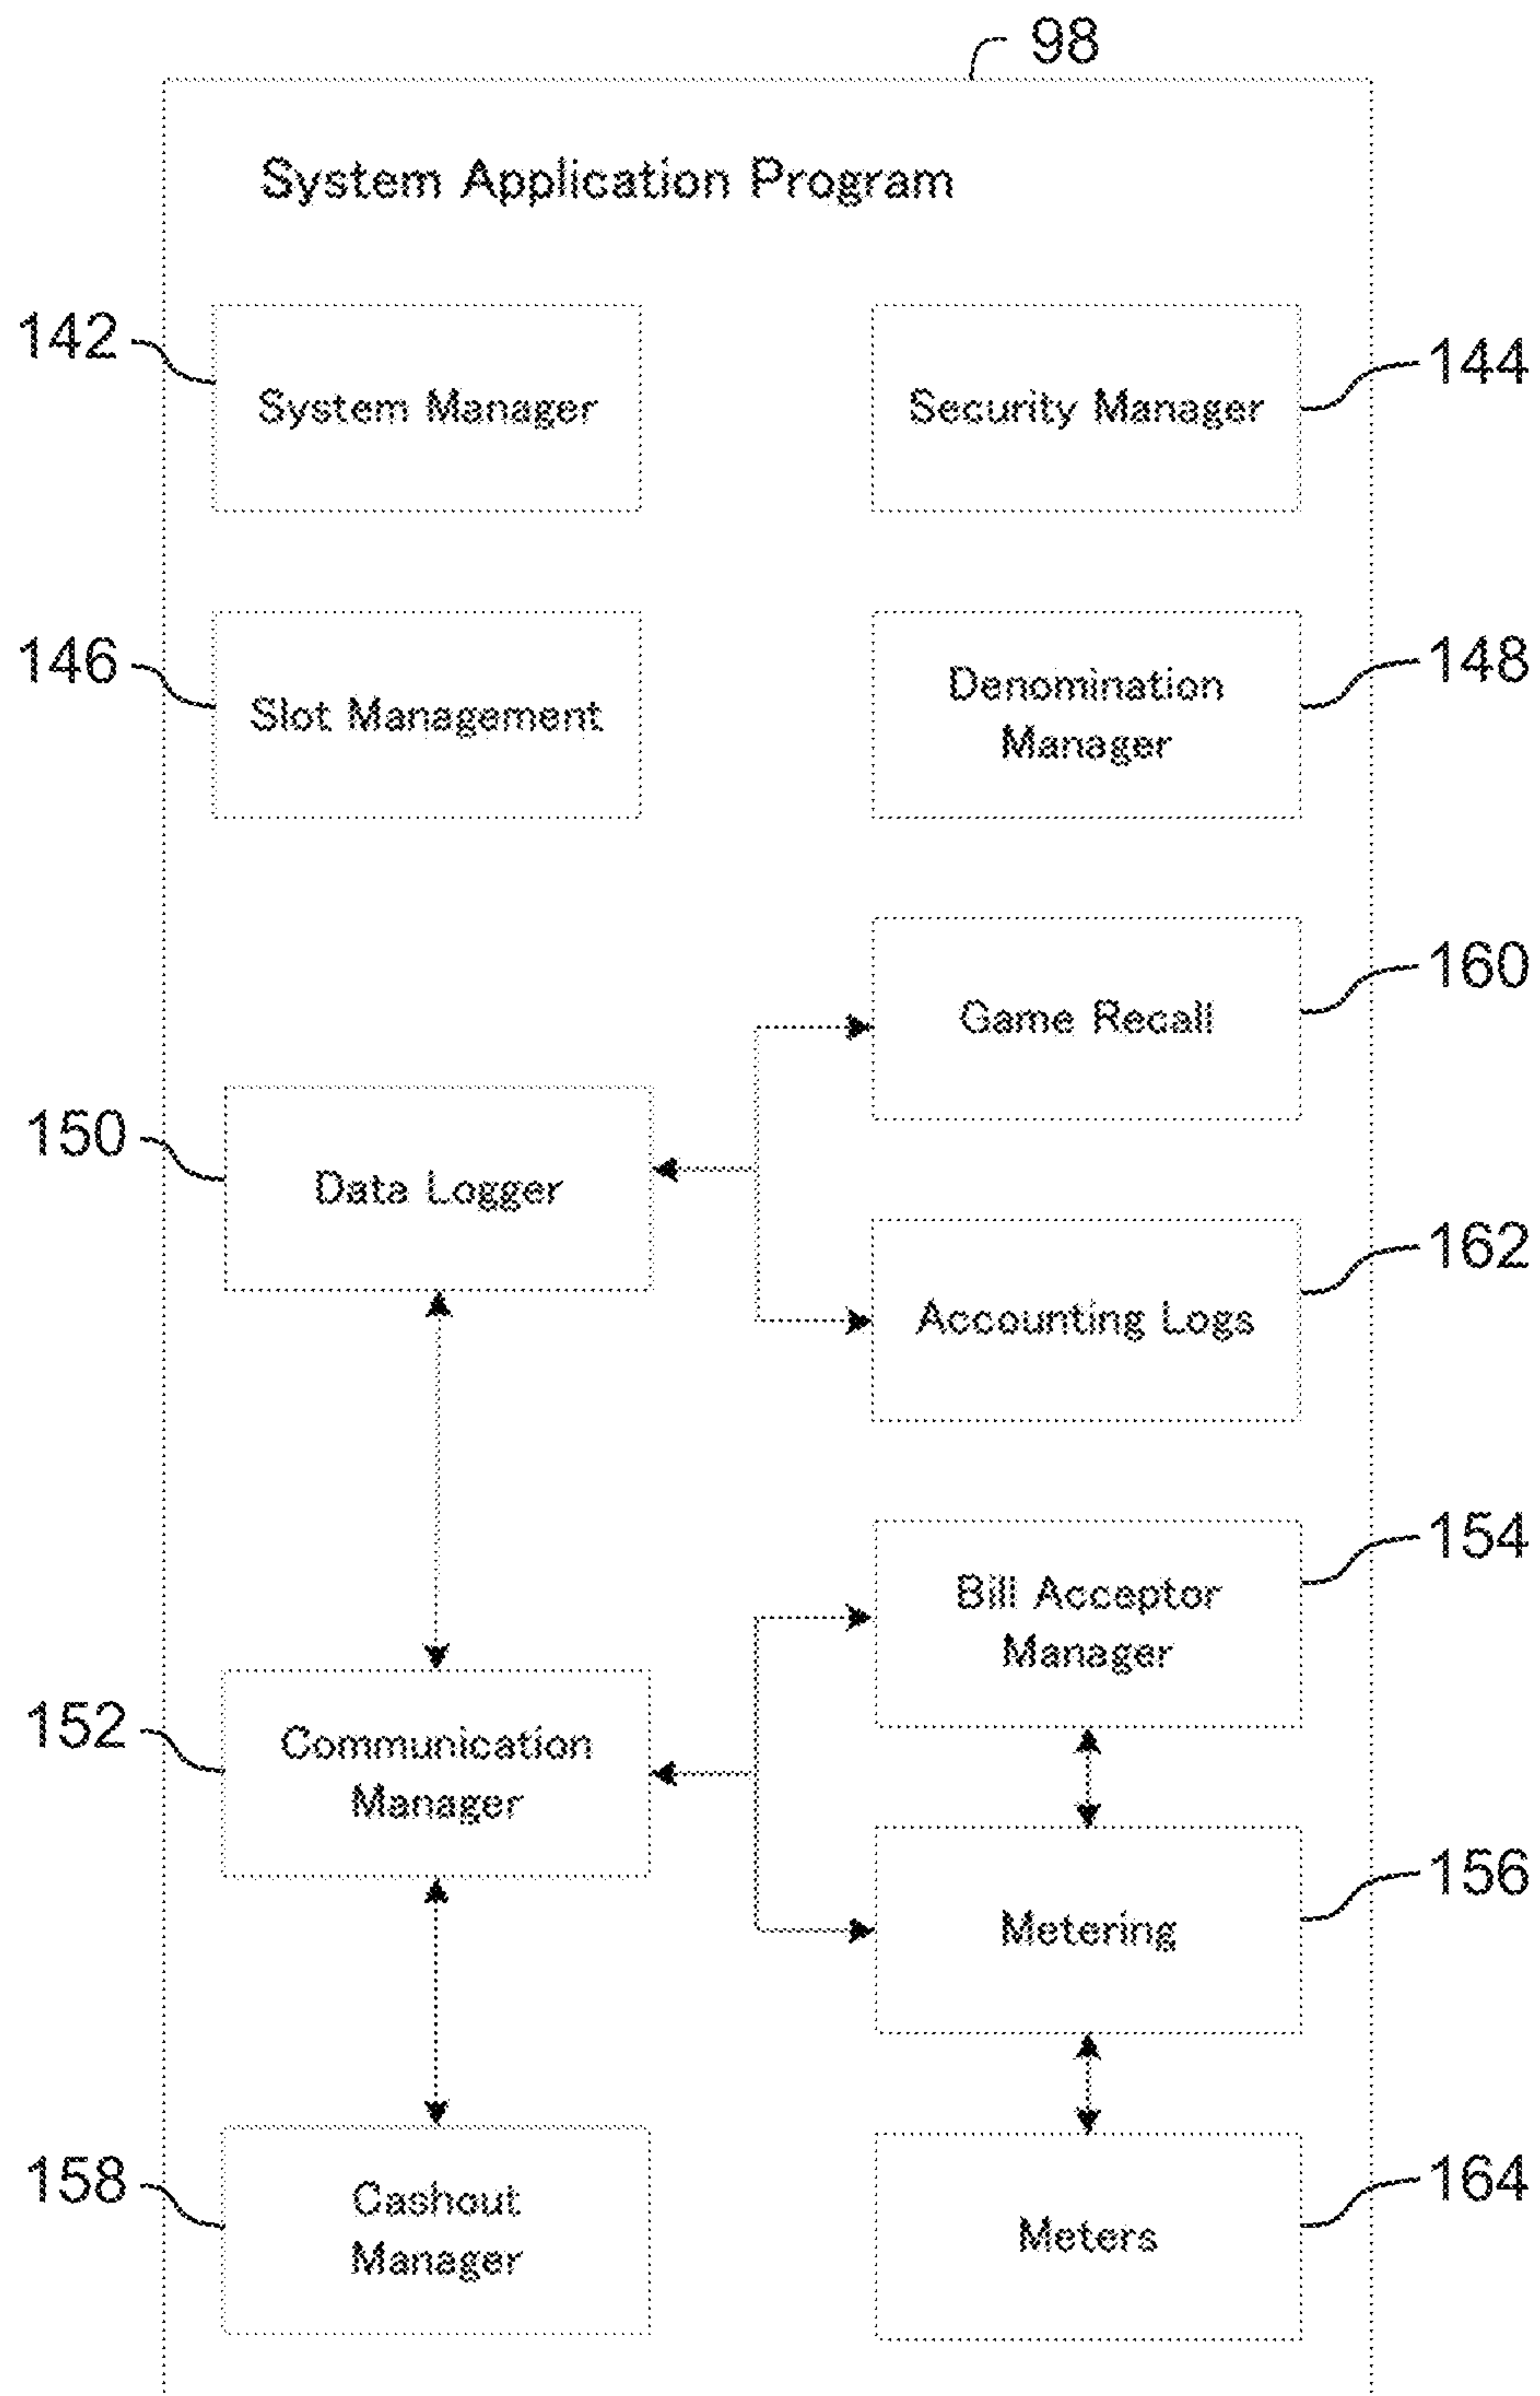 98
System Application Program
142
System Manager
Security Manager
144
146
Slot Management
Denomination
Manager
148
Game Recall
160
150
Data Logger
Accounting Logs
162
Bill Acceptor
Manager
154
152
Communication
Manager
Metering
156
158
Cashout
Manager
Meters
164